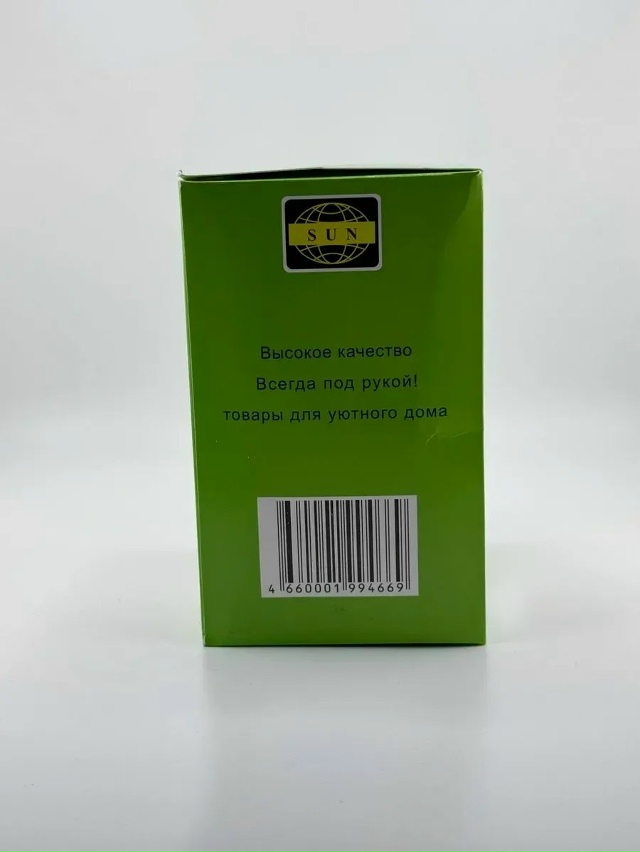 SUN
Высокое качество
Всегда под рукой!
товары для уютного дома
4 660001 994669